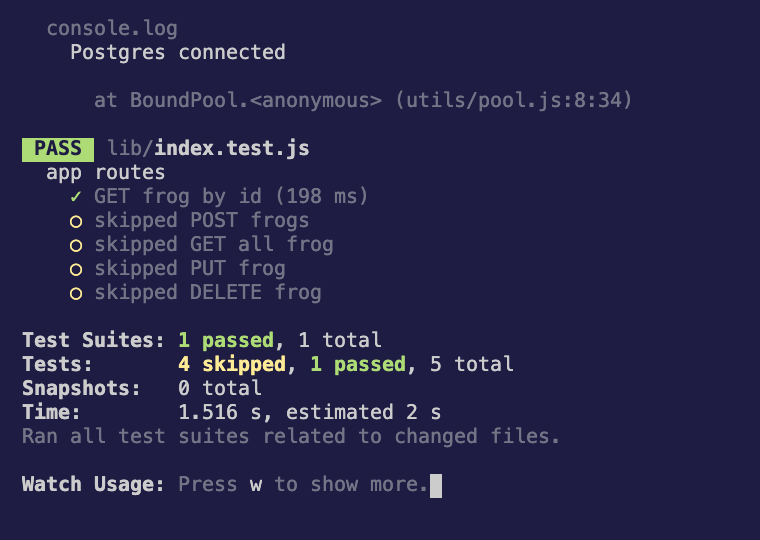 console.log
Postgres connected
at BoundPool.<anonymous> (utils/pool.js:8:34)
PASS lib/index.test.js
app routes
✓ GET frog by id (198 ms)
○ skipped POST frogs
○ skipped GET all frog
○ skipped PUT frog
○ skipped DELETE frog
Test Suites: 1 passed, 1 total
Tests: 4 skipped, 1 passed, 5 total
Snapshots: 0 total
Time: 1.516 s, estimated 2 s
Ran all test suites related to changed files.
Watch Usage: Press w to show more.